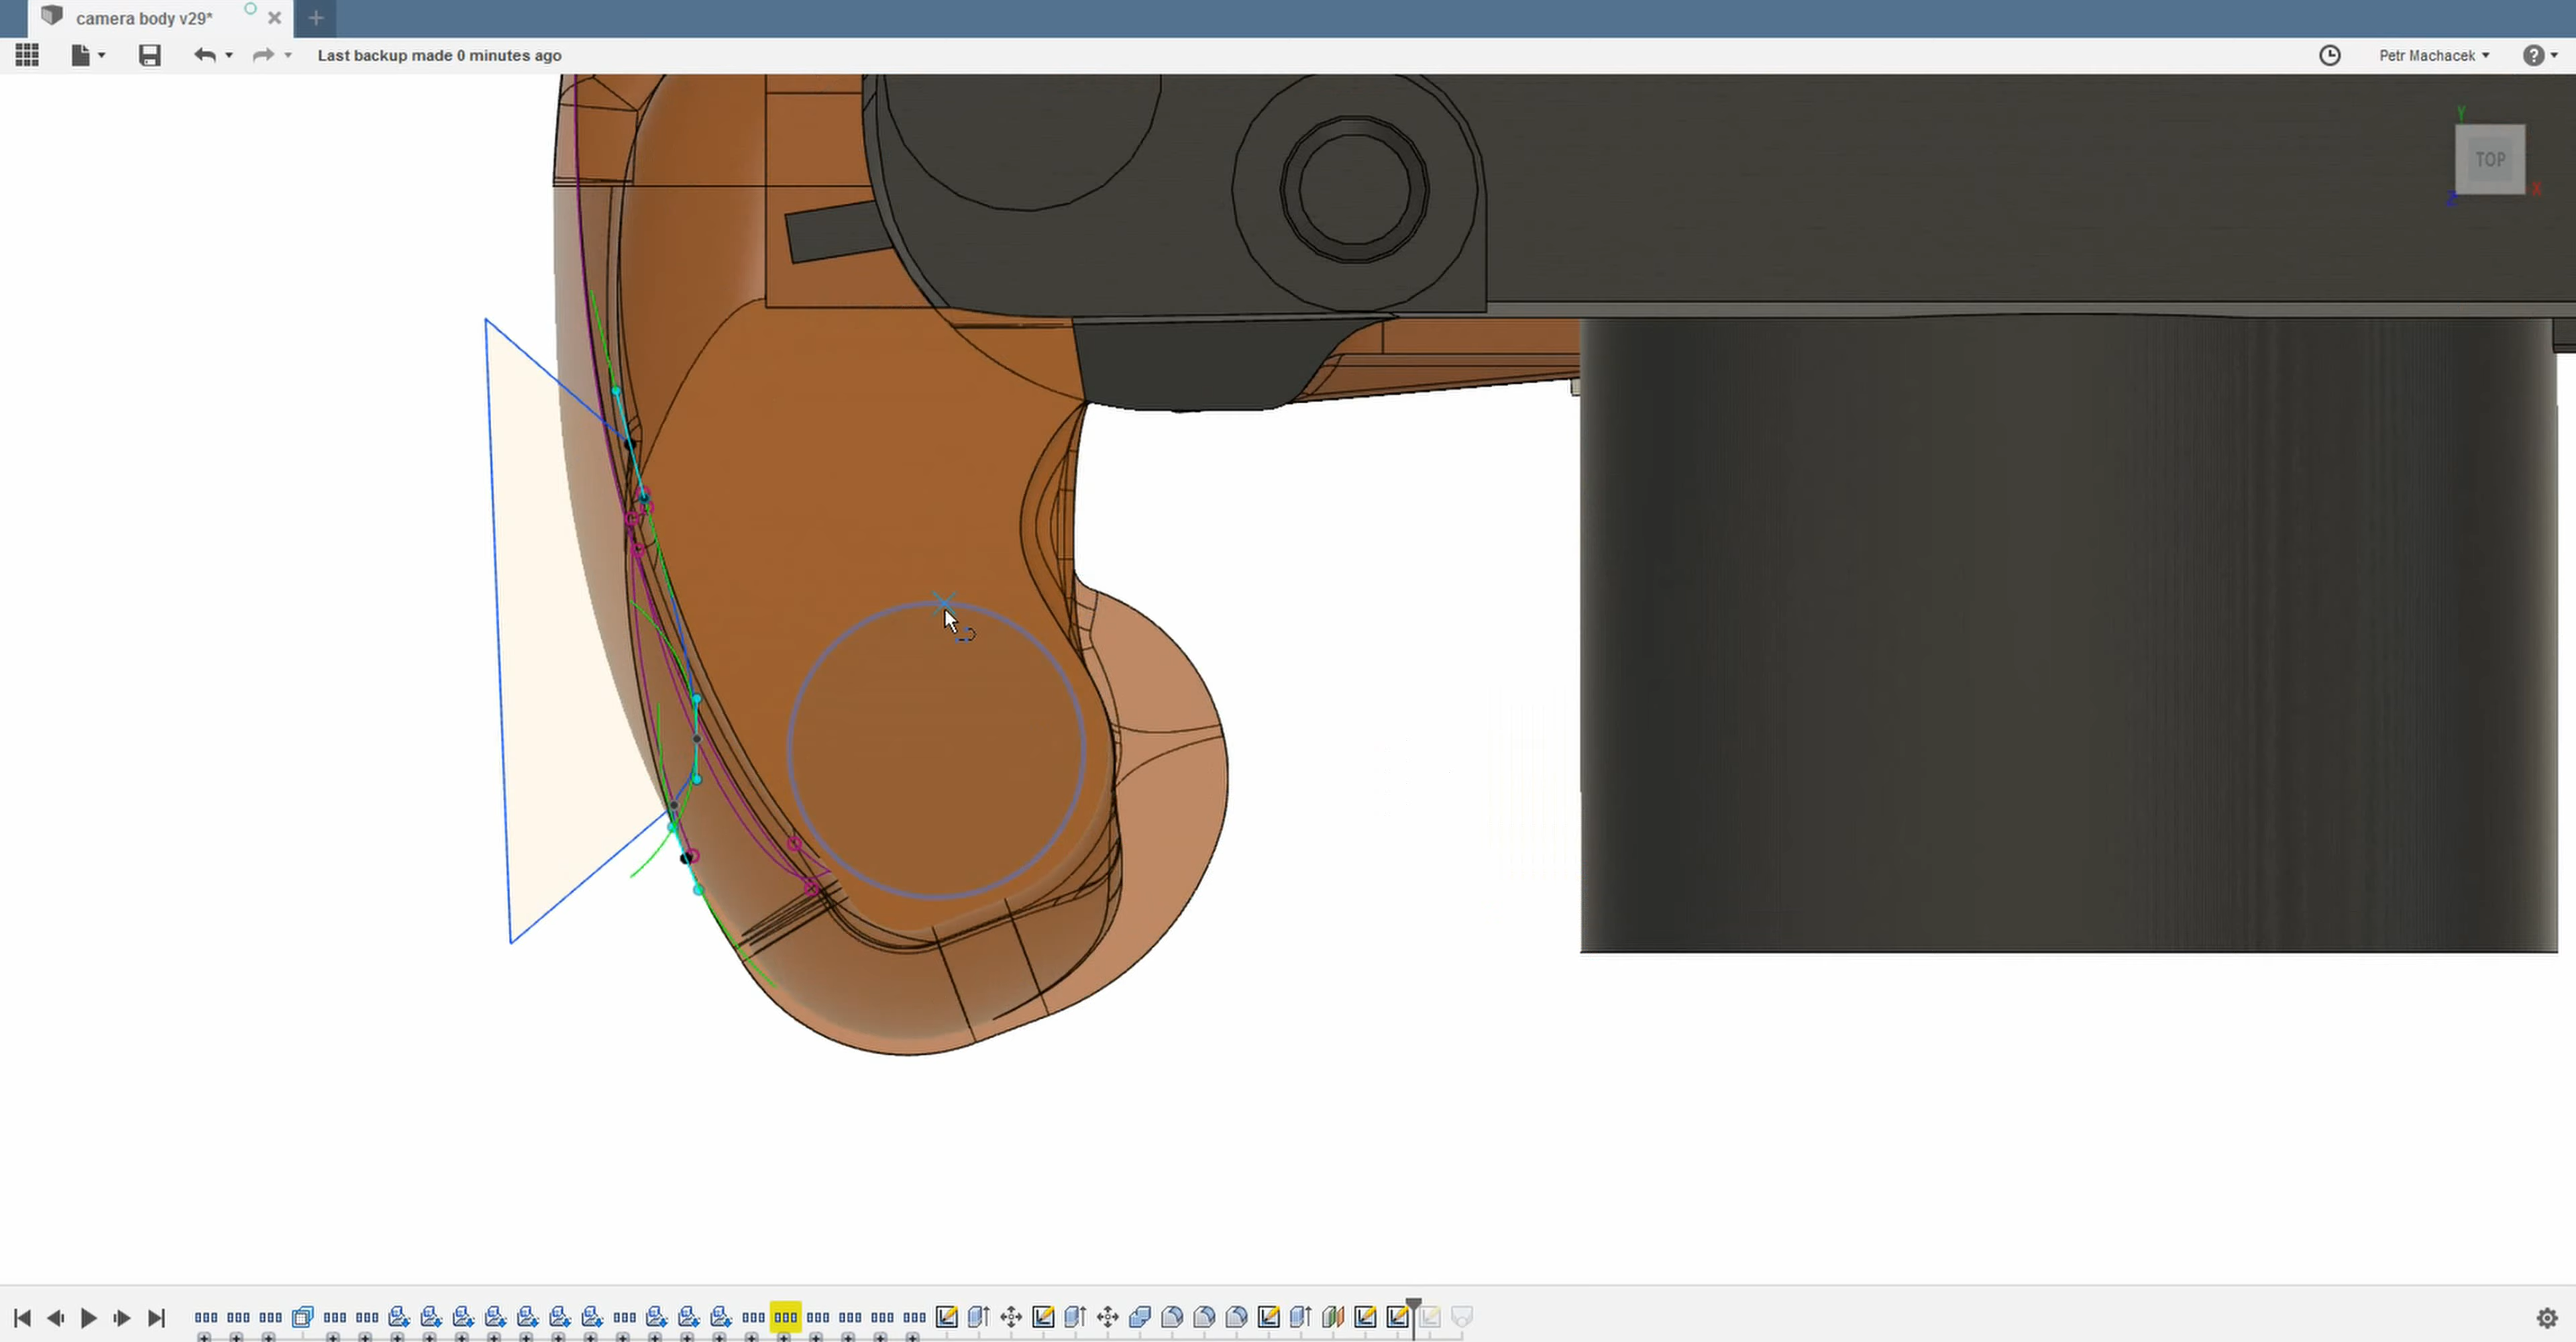 camera body v29*
Last backup made 0 minutes ago
Petr Machacek
Y
TOP
X
Z